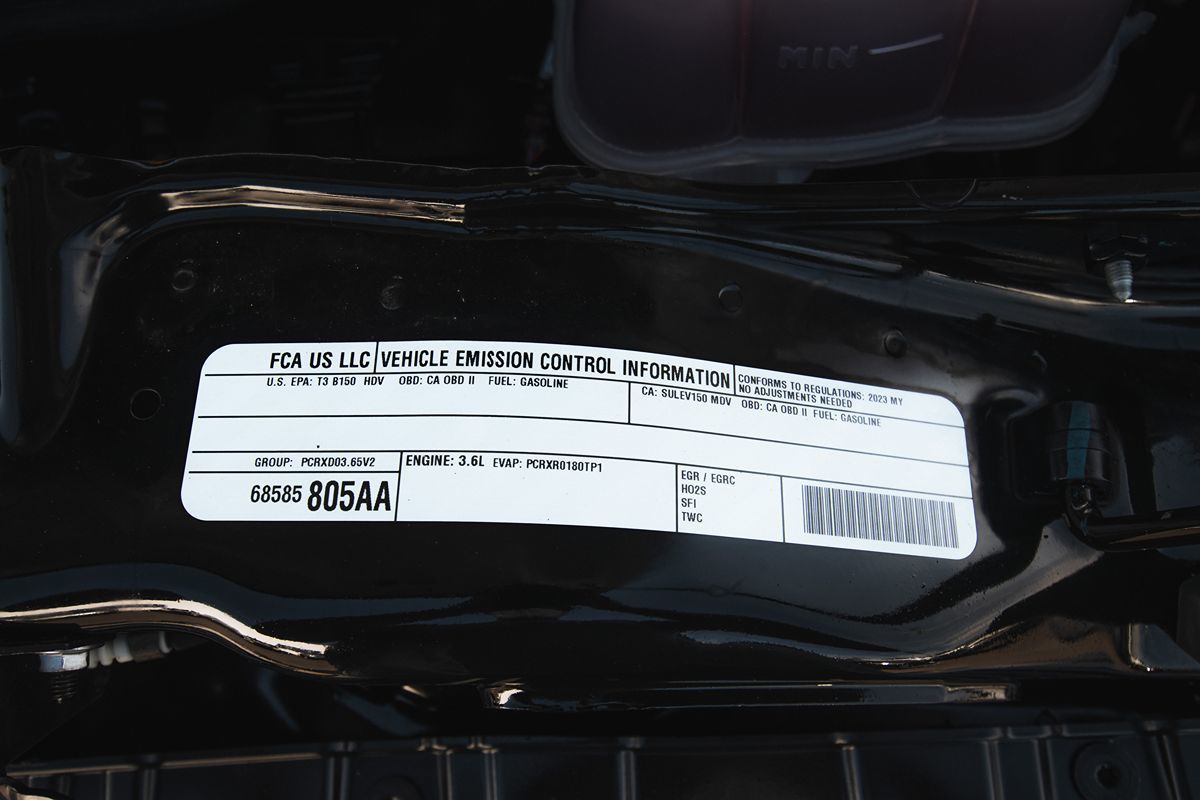 MIN
FCA US LLC VEHICLE EMISSION CONTROL INFORMATION
CONFORMS TO REGULATIONS: 2023 MY
NO ADJUSTMENTS NEEDED
U.S. EPA: T3 B150 HDV OBD: CA OBD II FUEL: GASOLINE
CA: SULEV150 MDV OBD: CA OBD II FUEL: GASOLINE
GROUP: PCRXD03.65V2
68585 805AA
ENGINE: 3.6L EVAP: PCRXR0180TP1
EGR / EGRC
HO2S
SFI
TWC